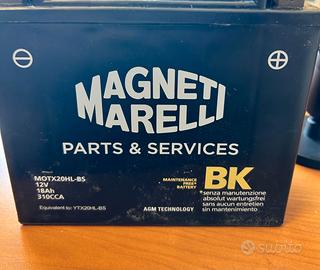 MAGNETI
MARELLI
PARTS & SERVICES
MOTX20HL-BS
12V
18Ah
310CCA
Equivalent to: YTX20HL-BS
MAINTENANCE
FREE*
BATTERY
BK
*senza manutenzione
absolut wartungsfrei
sans aucun entretien
sin mantenimiento
AGM TECHNOLOGY
subito